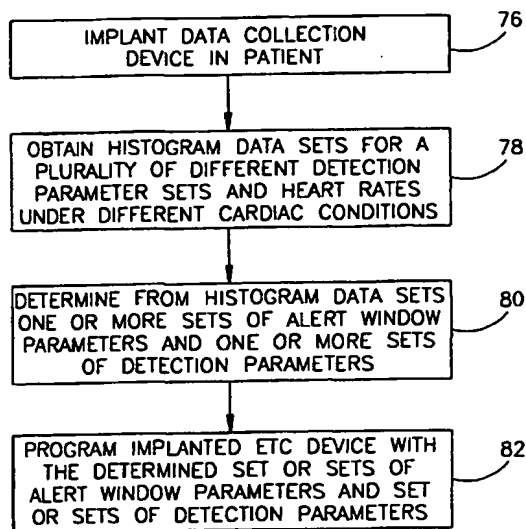 IMPLANT DATA COLLECTION
DEVICE IN PATIENT
76
OBTAIN HISTOGRAM DATA SETS FOR A
PLURALITY OF DIFFERENT DETECTION
PARAMETER SETS AND HEART RATES
UNDER DIFFERENT CARDIAC CONDITIONS
78
DETERMINE FROM HISTOGRAM DATA SETS
ONE OR MORE SETS OF ALERT WINDOW
PARAMETERS AND ONE OR MORE SETS
OF DETECTION PARAMETERS
80
PROGRAM IMPLANTED ETC DEVICE WITH
THE DETERMINED SET OR SETS OF
ALERT WINDOW PARAMETERS AND SET
OR SETS OF DETECTION PARAMETERS
82